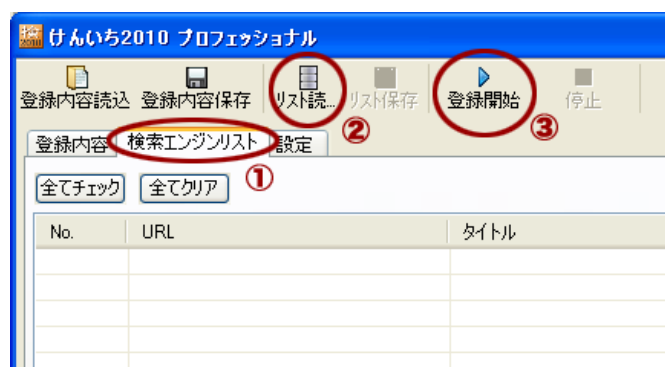 けんいち2010 プロフェッショナル
登録内容読込 登録内容保存 リスト読... リスト保存 登録開始 停止
② ③
登録内容 検索エンジンリスト 設定
①
全てチェック 全てクリア
No. URL タイトル